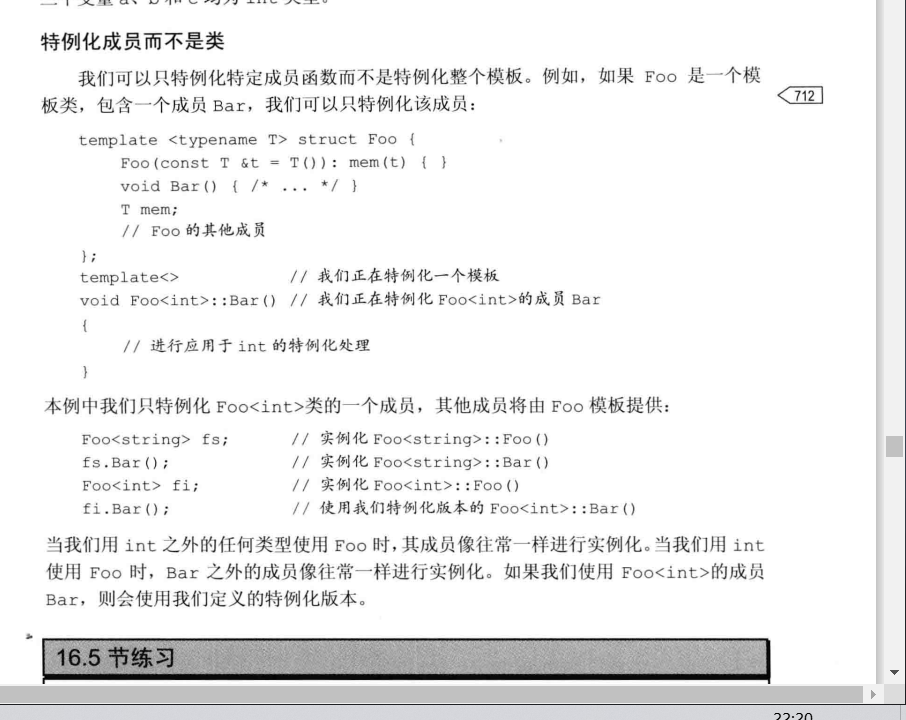 特例化成员而不是类
我们可以只特例化特定成员函数而不是特例化整个模板。例如，如果 Foo 是一个模
板类，包含一个成员 Bar，我们可以只特例化该成员：
712
template <typename T> struct Foo {
Foo(const T &t = T()): mem(t) { }
void Bar() { /* ... */ }
T mem;
// Foo 的其他成员
};
template<> // 我们正在特例化一个模板
void Foo<int>::Bar() // 我们正在特例化 Foo<int>的成员 Bar
{
// 进行应用于 int 的特例化处理
}
本例中我们只特例化 Foo<int>类的一个成员，其他成员将由 Foo 模板提供：
Foo<string> fs; // 实例化 Foo<string>::Foo()
fs.Bar(); // 实例化 Foo<string>::Bar()
Foo<int> fi; // 实例化 Foo<int>::Foo()
fi.Bar(); // 使用我们特例化版本的 Foo<int>::Bar()
当我们用 int 之外的任何类型使用 Foo 时，其成员像往常一样进行实例化。当我们用 int
使用 Foo 时，Bar 之外的成员像往常一样进行实例化。如果我们使用 Foo<int>的成员
Bar，则会使用我们定义的特例化版本。
16.5 节练习
22:20